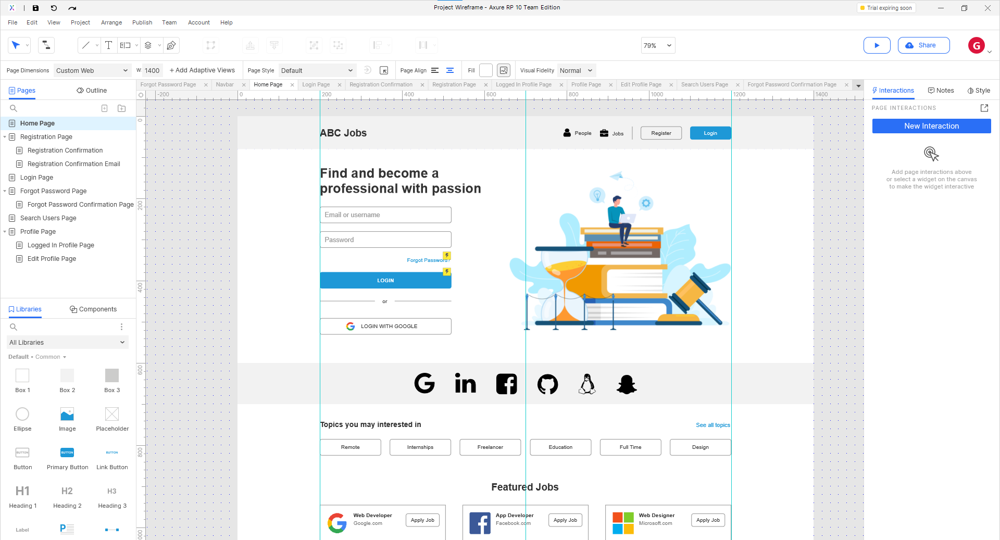 Project Wireframe - Axure RP 10 Team Edition
Trial expiring soon
File Edit View Project Arrange Publish Team Account Help
79%
Share
G
Page Dimensions Custom Web W: 1400 + Add Adaptive Views Page Style Default Page Align Fill Visual Fidelity Normal
Forgot Password Page Navbar Home Page Login Page Registration Confirmation Registration Page Logged In Profile Page Profile Page Edit Profile Page Search Users Page Forgot Password Confirmation Page
Pages Outline
-200 0 200 400 600 800 1000 1200 1400
Interactions Notes Style
PAGE INTERACTIONS
New Interaction
Add page interactions above
or select a widget on the canvas
to make the widget interactive
Home Page
Registration Page
Registration Confirmation
Registration Confirmation Email
Login Page
Forgot Password Page
Forgot Password Confirmation Page
Search Users Page
Profile Page
Logged In Profile Page
Edit Profile Page
Libraries Components
All Libraries
Default • Common
Box 1 Box 2 Box 3
Ellipse Image Placeholder
BUTTON BUTTON BUTTON
Button Primary Button Link Button
H1 H2 H3
Heading 1 Heading 2 Heading 3
Label P
0
200
400
600
800
000
ABC Jobs
People Jobs Register Login
Find and become a
professional with passion
Email or username
Password
Forgot Password?
LOGIN
or
LOGIN WITH GOOGLE
Topics you may interested in
See all topics
Remote Internships Freelancer Education Full Time Design
Featured Jobs
Web Developer
Google.com
Apply Job
App Developer
Facebook.com
Apply Job
Web Designer
Microsoft.com
Apply Job